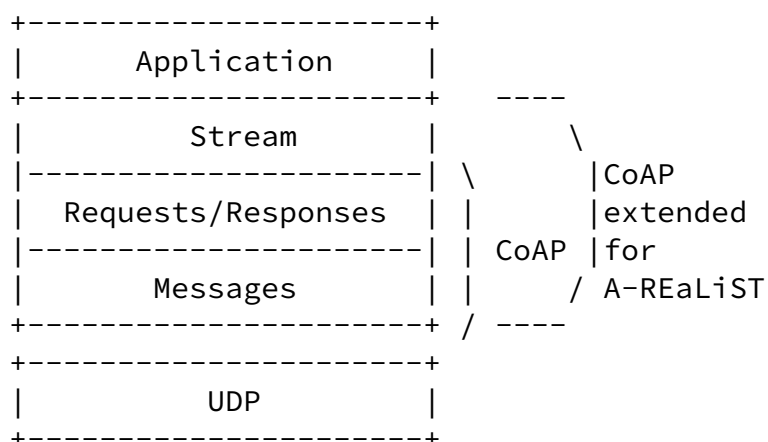 +----------------------+
|      Application     |
+----------------------+   ----
|         Stream       |       \
|----------------------| \      |CoAP
|  Requests/Responses  | |      |extended
|----------------------| | CoAP |for
|       Messages       | |     / A-REaLiST
+----------------------+ / ----
+----------------------+
|          UDP         |
+----------------------+